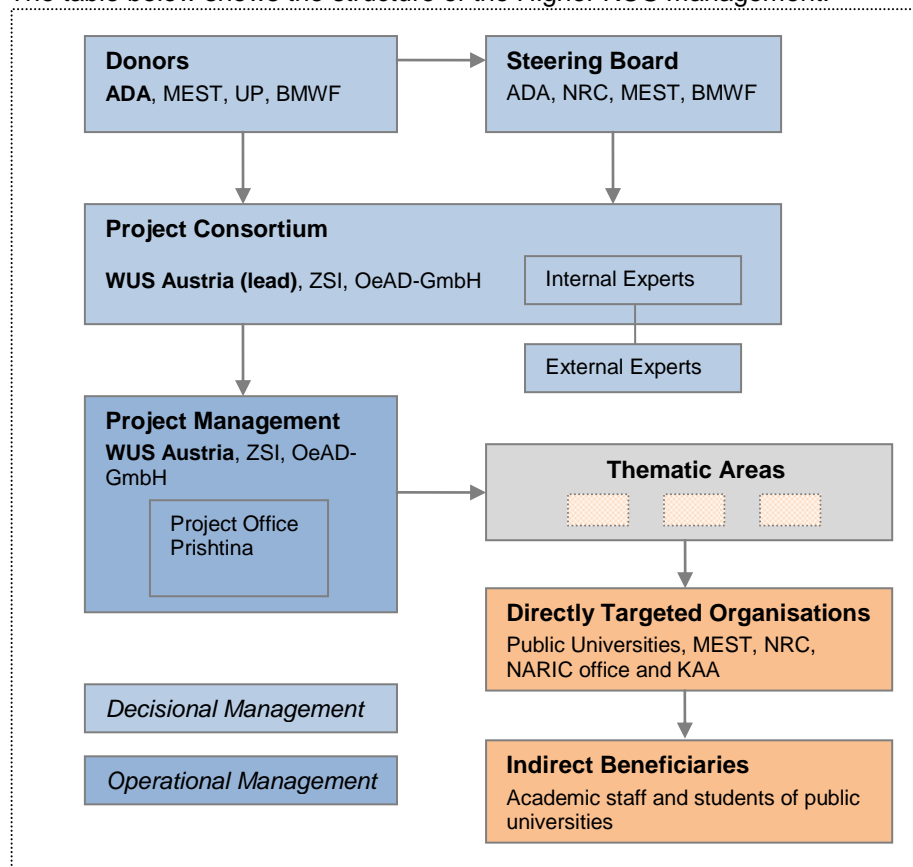 The table below shows the structure of the Higher KOS management.
Donors
ADA, MEST, UP, BMWF
Steering Board
ADA, NRC, MEST, BMWF
Project Consortium
WUS Austria (lead), ZSI, OeAD-GmbH
Internal Experts
External Experts
Project Management
WUS Austria, ZSI, OeAD-
GmbH
Project Office
Prishtina
Thematic Areas
Directly Targeted Organisations
Public Universities, MEST, NRC,
NARIC office and KAA
Decisional Management
Operational Management
Indirect Beneficiaries
Academic staff and students of public
universities